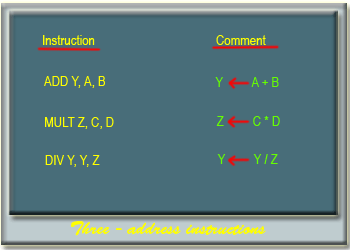 Instruction Comment
ADD Y, A, B Y ← A + B
MULT Z, C, D Z ← C * D
DIV Y, Y, Z Y ← Y / Z
Three - address instructions